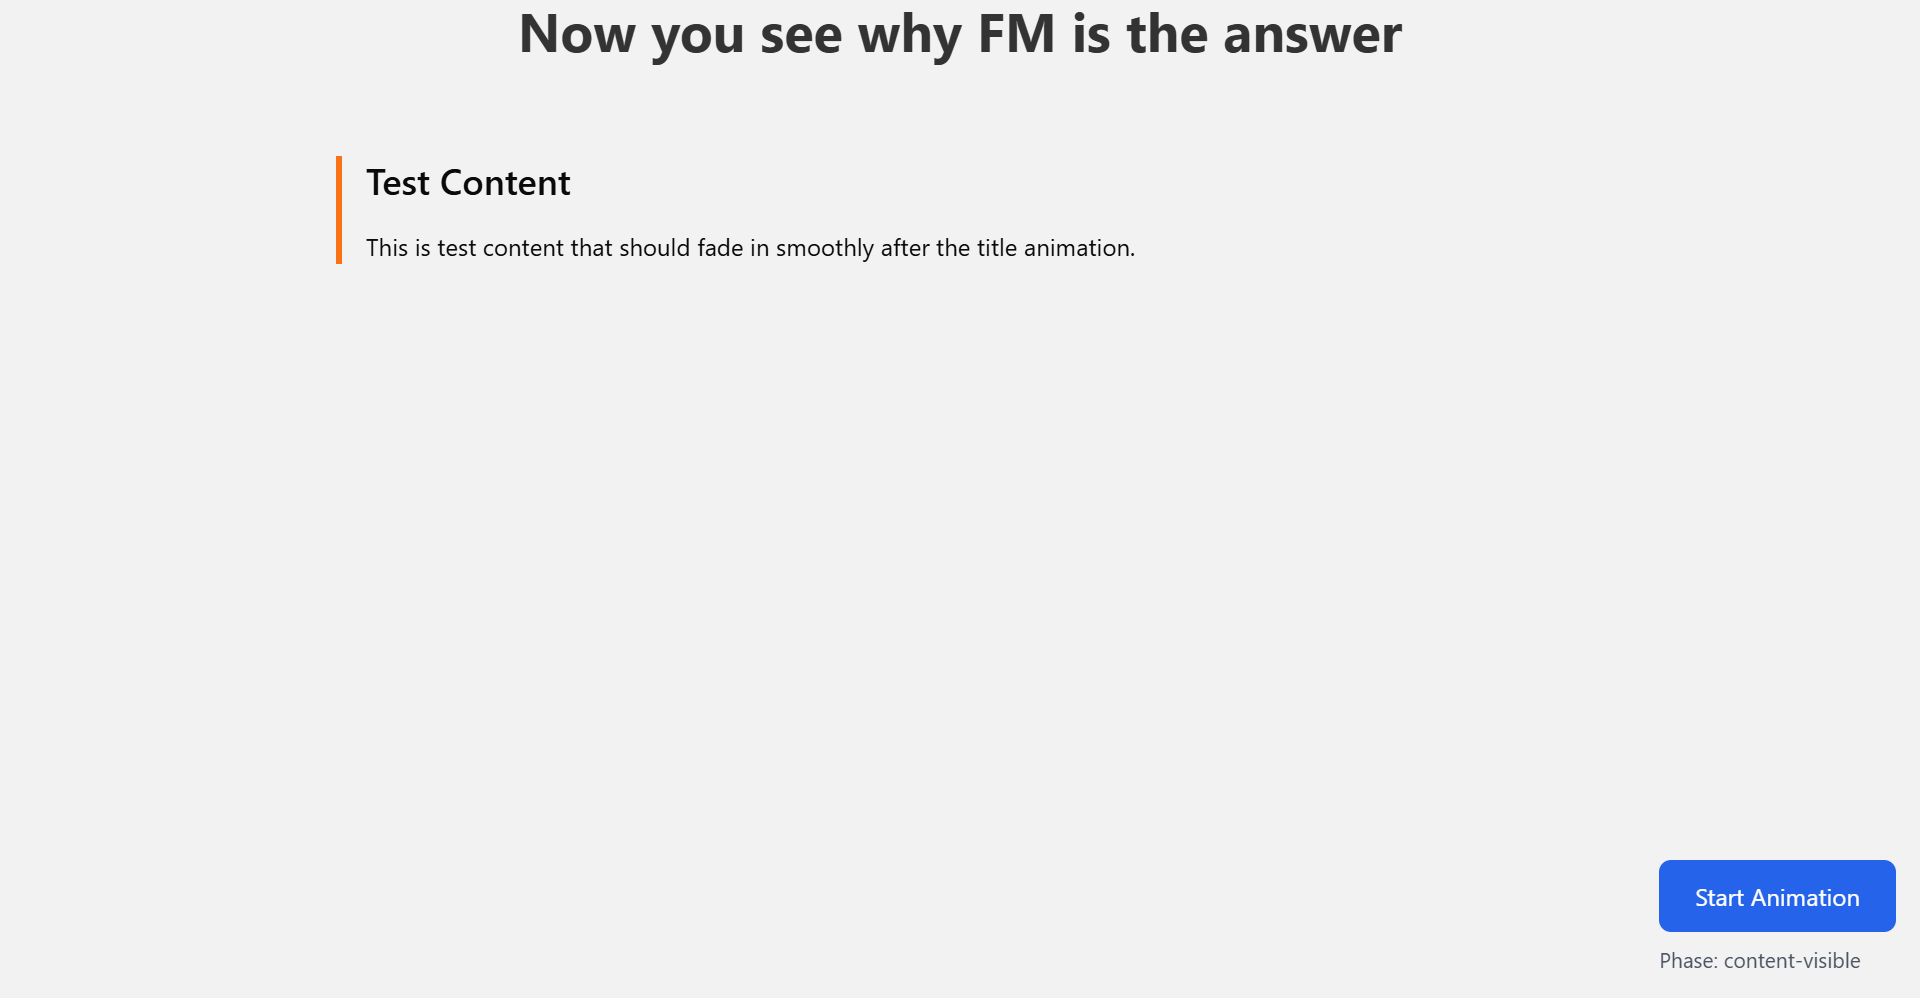 Now you see why FM is the answer
Test Content
This is test content that should fade in smoothly after the title animation.
Start Animation
Phase: content-visible